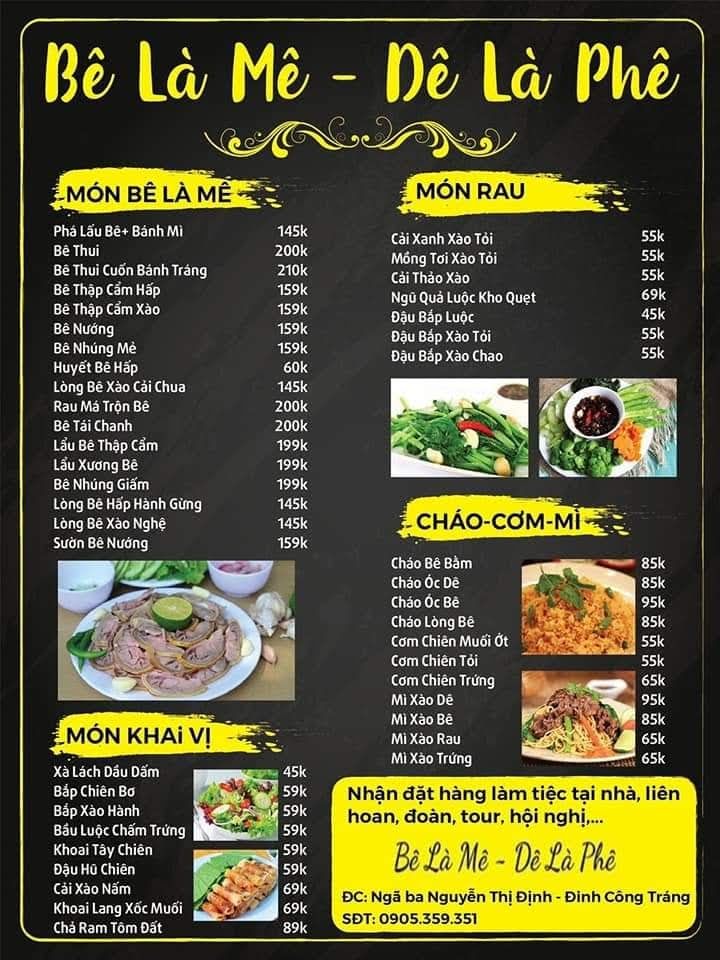 Bê Là Mê - Dê Là Phê
MÓN BÊ LÀ MÊ
Phá Lấu Bê+ Bánh Mì 145k
Bê Thui 200k
Bê Thui Cuốn Bánh Tráng 210k
Bê Thập Cẩm Hấp 159k
Bê Thập Cẩm Xào 159k
Bê Nướng 159k
Bê Nhúng Mẻ 159k
Huyết Bê Hấp 60k
Lòng Bê Xào Cải Chua 145k
Rau Má Trộn Bê 200k
Bê Tái Chanh 200k
Lẩu Bê Thập Cẩm 199k
Lẩu Xương Bê 199k
Bê Nhúng Giấm 199k
Lòng Bê Hấp Hành Gừng 145k
Lòng Bê Xào Nghệ 145k
Sườn Bê Nướng 159k
MÓN KHAi VỊ
Xà Lách Dầu Dấm 45k
Bắp Chiên Bơ 59k
Bắp Xào Hành 59k
Bầu Luộc Chấm Trứng 59k
Khoai Tây Chiên 59k
Đậu Hũ Chiên 59k
Cải Xào Nấm 69k
Khoai Lang Xốc Muối 69k
Chả Ram Tôm Đất 89k
MÓN RAU
Cải Xanh Xào Tỏi 55k
Mồng Tơi Xào Tỏi 55k
Cải Thảo Xào 55k
Ngũ Quả Luộc Kho Quẹt 69k
Đậu Bắp Luộc 45k
Đậu Bắp Xào Tỏi 55k
Đậu Bắp Xào Chao 55k
CHÁO-CƠM-MÌ
Cháo Bê Bằm 85k
Cháo Óc Dê 85k
Cháo Óc Bê 95k
Cháo Lòng Bê 85k
Cơm Chiên Muối Ớt 55k
Cơm Chiên Tỏi 55k
Cơm Chiên Trứng 65k
Mì Xào Dê 95k
Mì Xào Bê 85k
Mì Xào Rau 65k
Mì Xào Trứng 65k
Nhận đặt hàng làm tiệc tại nhà, liên
hoan, đoàn, tour, hội nghị,...
Bê Là Mê - Dê Là Phê
ĐC: Ngã ba Nguyễn Thị Định - Đinh Công Tráng
SĐT: 0905.359.351